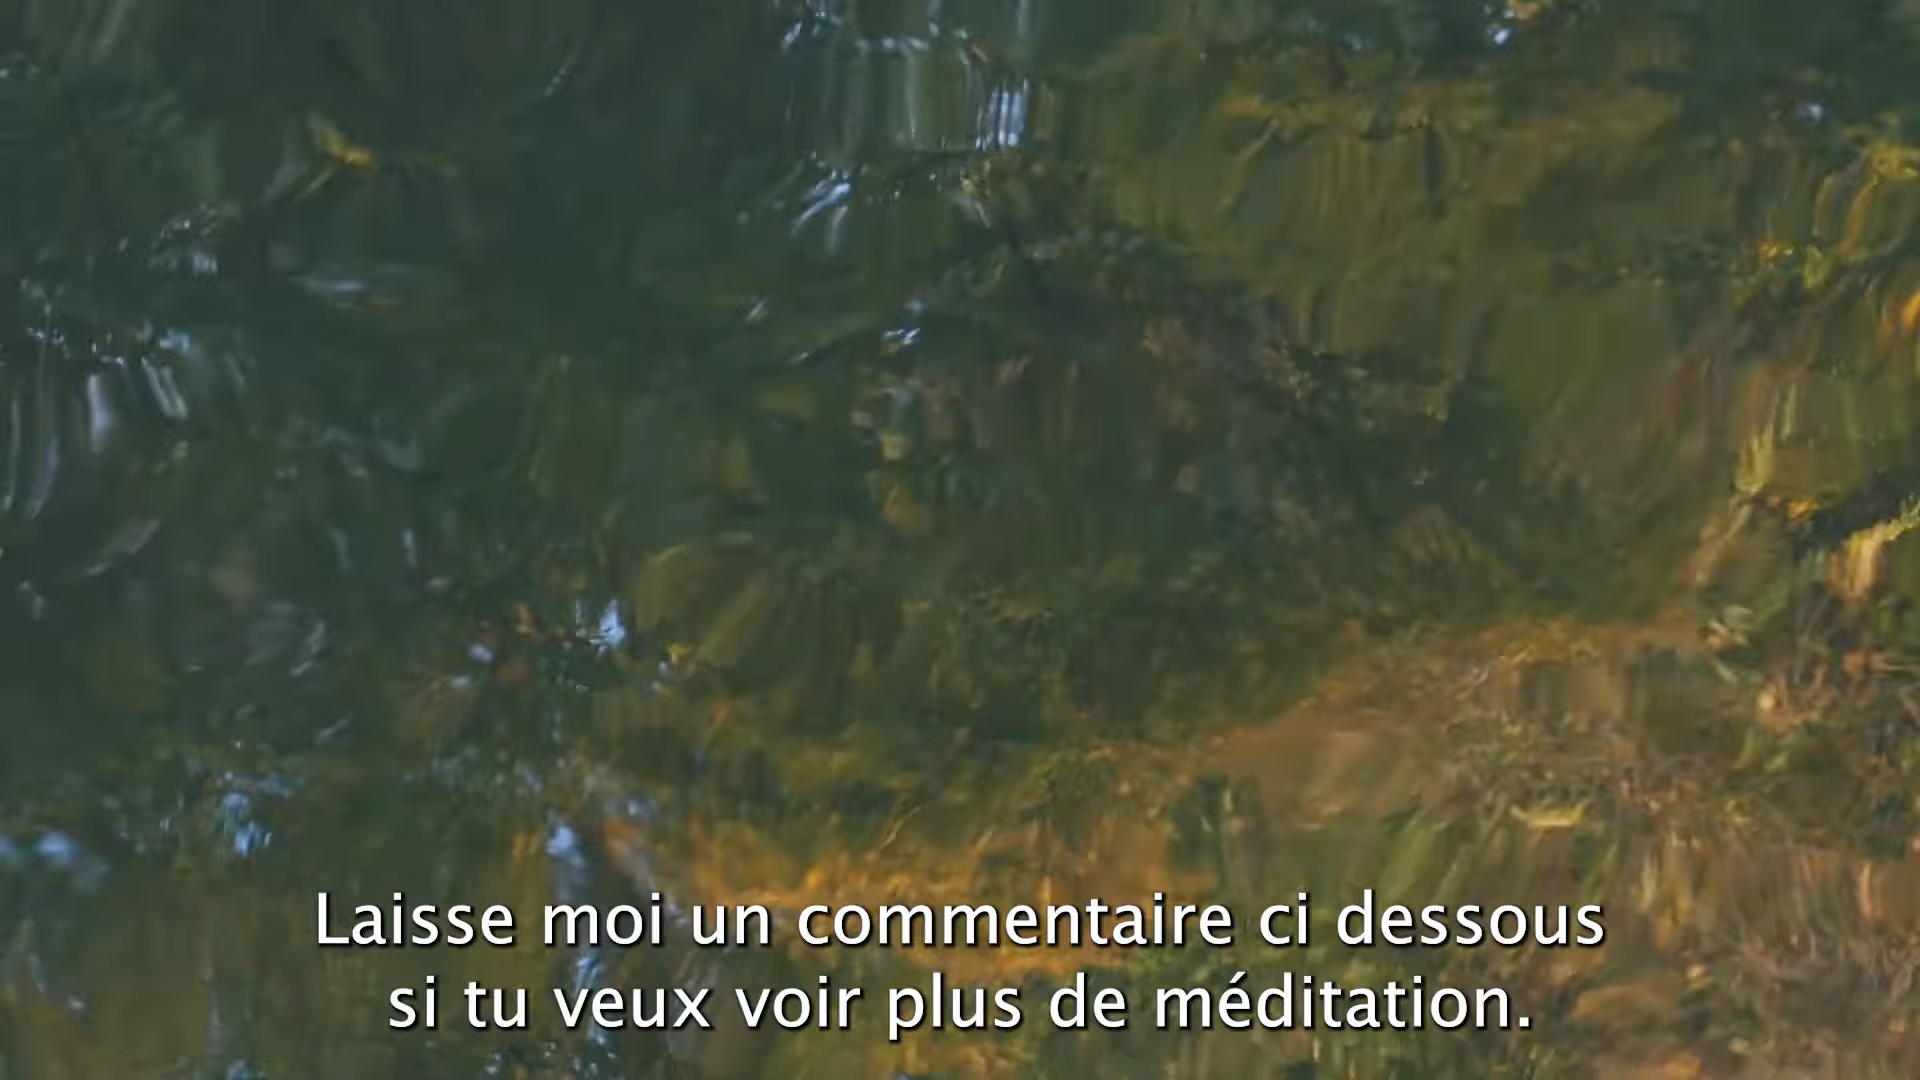 Laisse moi un commentaire ci dessous
si tu veux voir plus de méditation.